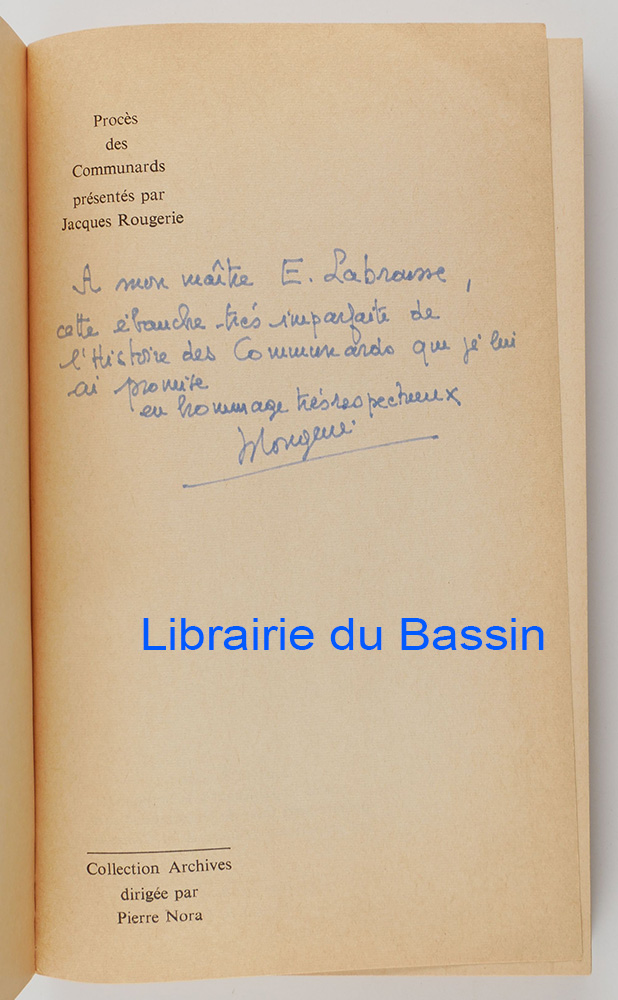 Procès
des
Communards
présentés par
Jacques Rougerie
A mon maître E. Labrousse,
cette ébauche très imparfaite de
l'Histoire des Communards que je lui
ai promise
en hommage très respectueux
JRougerie
Librairie du Bassin
Collection Archives
dirigée par
Pierre Nora